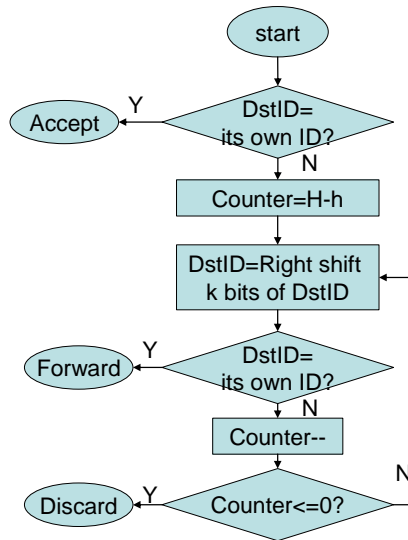 start
DstID=
its own ID?
Y
Accept
N
Counter=H-h
DstID=Right shift
k bits of DstID
DstID=
its own ID?
Y
Forward
N
Counter--
Counter<=0?
Y
Discard
N